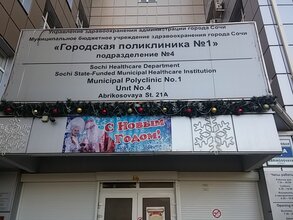 Управление здравоохранения администрации города Сочи
Муниципальное бюджетное учреждение здравоохранения города Сочи
«Городская поликлиника №1»
подразделение №4
Sochi Healthcare Department
Sochi State-Funded Municipal Healthcare Institution
Municipal Polyclinic No.1
Unit No.4
Abrikosovaya St. 21A
с Новым
Годом!